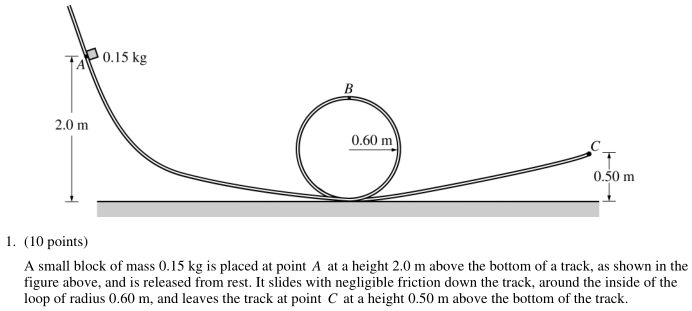 A
0.15 kg
2.0 m
B
0.60 m
C
0.50 m
1. (10 points)
A small block of mass 0.15 kg is placed at point A at a height 2.0 m above the bottom of a track, as shown in the
figure above, and is released from rest. It slides with negligible friction down the track, around the inside of the
loop of radius 0.60 m, and leaves the track at point C at a height 0.50 m above the bottom of the track.